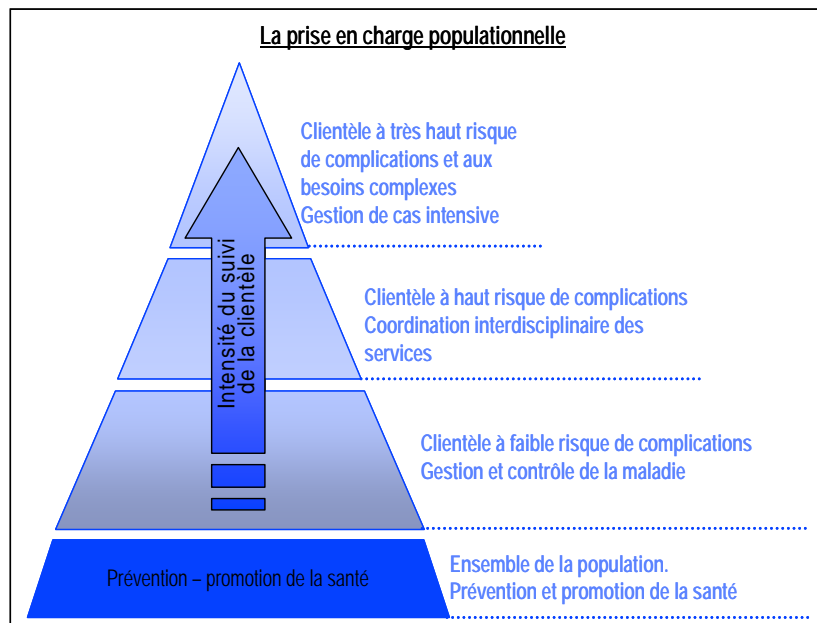 La prise en charge populationnelle
Clientèle à très haut risque
de complications et aux
besoins complexes
Gestion de cas intensive
Intensité du suivi
de la clientèle
Clientèle à haut risque de complications
Coordination interdisciplinaire des
services
Clientèle à faible risque de complications
Gestion et contrôle de la maladie
Prévention – promotion de la santé
Ensemble de la population.
Prévention et promotion de la santé